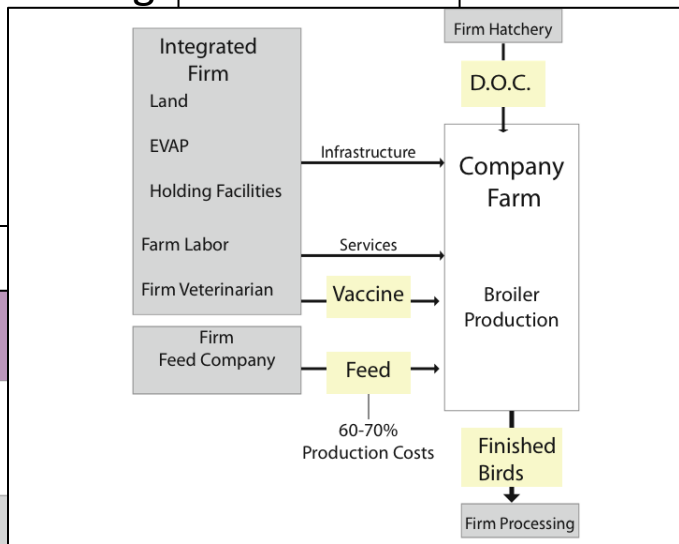 Firm Hatchery
D.O.C.
Integrated
Firm
Land
EVAP
Holding Facilities
Farm Labor
Firm Veterinarian
Infrastructure
Services
Vaccine
Company
Farm
Broiler
Production
Firm
Feed Company
Feed
60-70%
Production Costs
Finished
Birds
Firm Processing